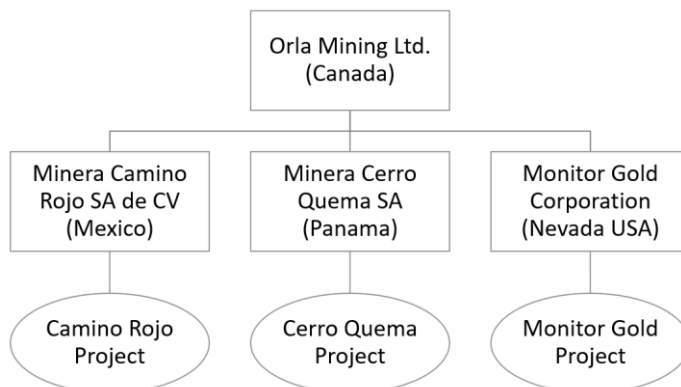 Orla Mining Ltd.
(Canada)
Minera Camino
Rojo SA de CV
(Mexico)
Minera Cerro
Quema SA
(Panama)
Monitor Gold
Corporation
(Nevada USA)
Camino Rojo
Project
Cerro Quema
Project
Monitor Gold
Project